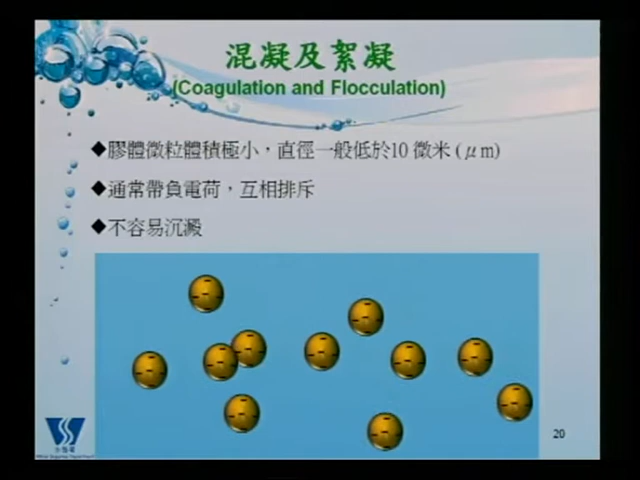 混凝及絮凝
(Coagulation and Flocculation)
◆膠體微粒體積極小，直徑一般低於10 微米 (μm)
◆通常帶負電荷，互相排斥
◆不容易沉澱
20